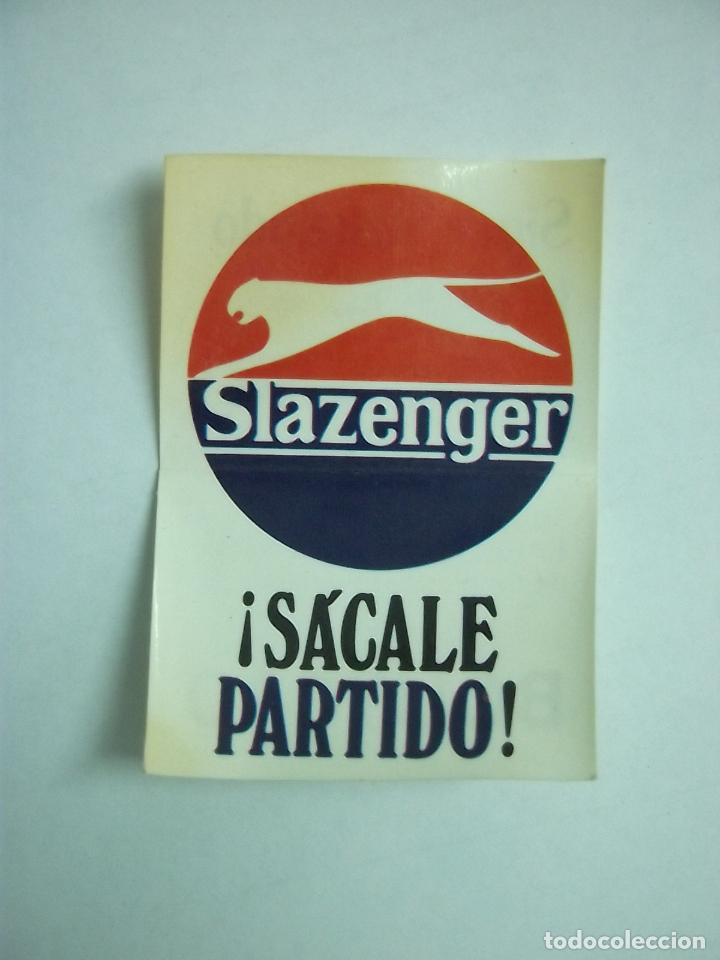 Slazenger
¡SÁCALE
PARTIDO!
todocoleccion